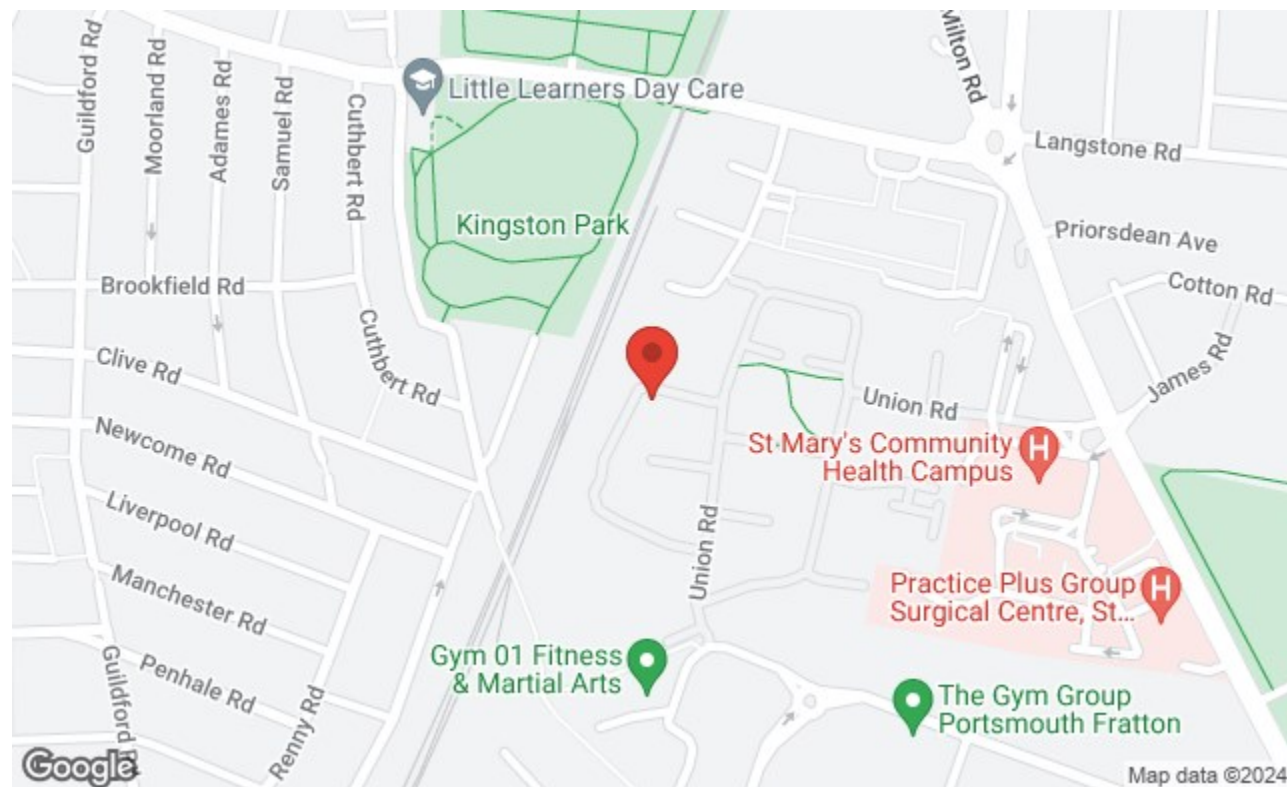 Guildford Rd
Moorland Rd
Adames Rd
Samuel Rd
Cuthbert Rd
Little Learners Day Care
Milton Rd
Langstone Rd
Kingston Park
Priorsdean Ave
Brookfield Rd
Cotton Rd
Cuthbert Rd
Clive Rd
James Rd
Union Rd
Newcome Rd
St Mary's Community
Health Campus
Liverpool Rd
Union Rd
Manchester Rd
Practice Plus Group
Surgical Centre, St...
Gym 01 Fitness
& Martial Arts
Penhale Rd
Guildford Rd
Renny Rd
The Gym Group
Portsmouth Fratton
Google
Map data ©2024